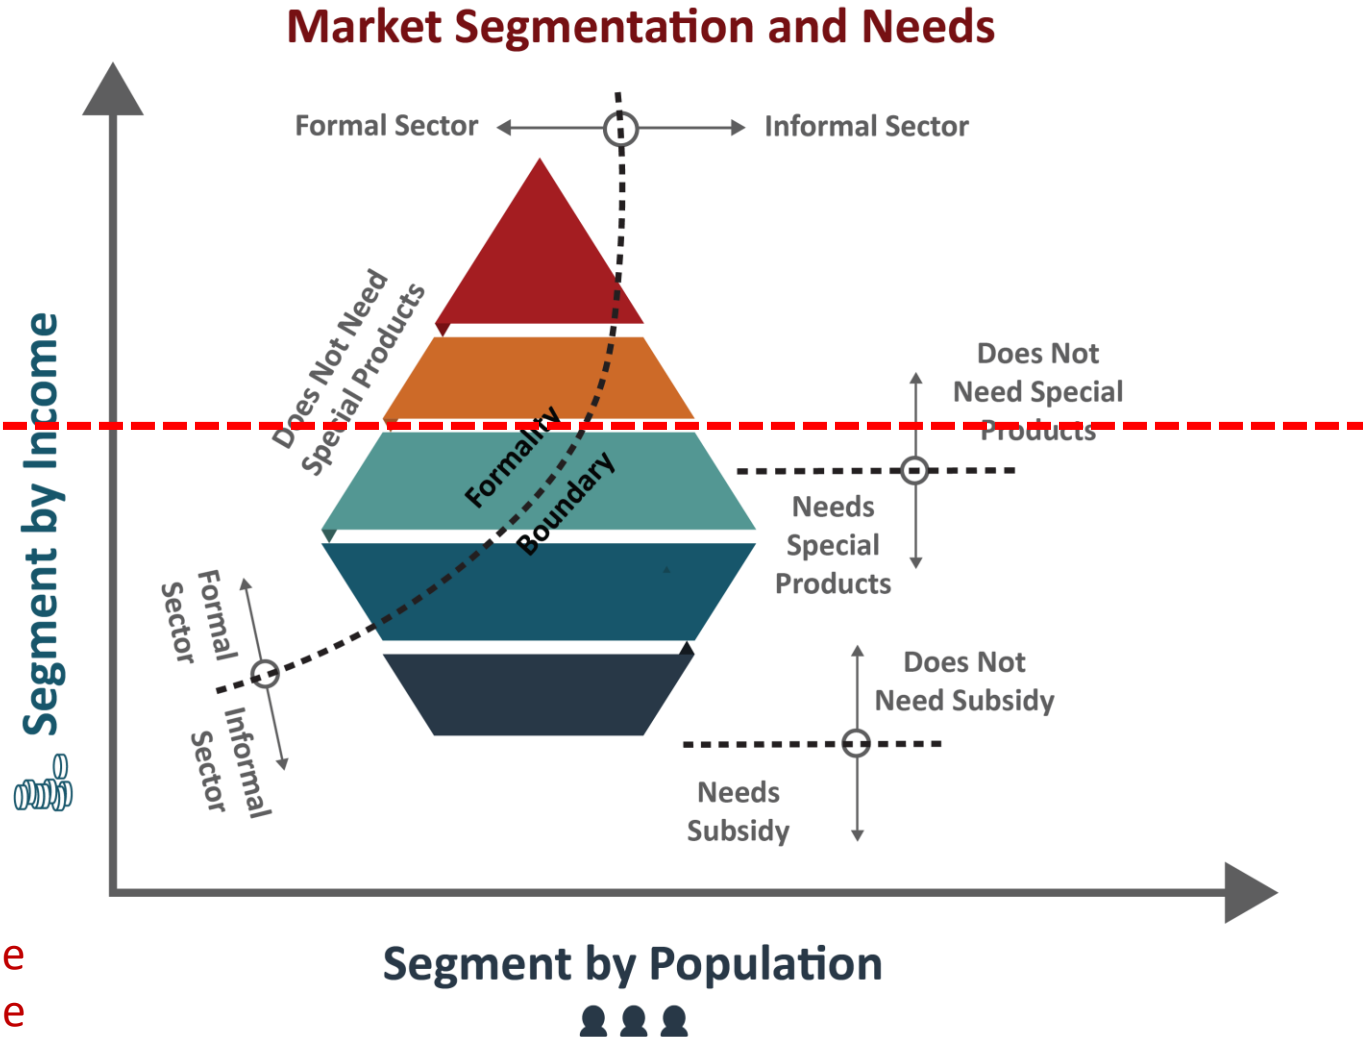 Market Segmentation and Needs
Formal Sector
Informal Sector
Does Not Need
Special Products
Segment by Income
Formality
Boundary
Does Not
Need Special
Products
Needs
Special
Products
Formal
Sector
Informal
Sector
Does Not
Need Subsidy
Needs
Subsidy
Segment by Population
e
e